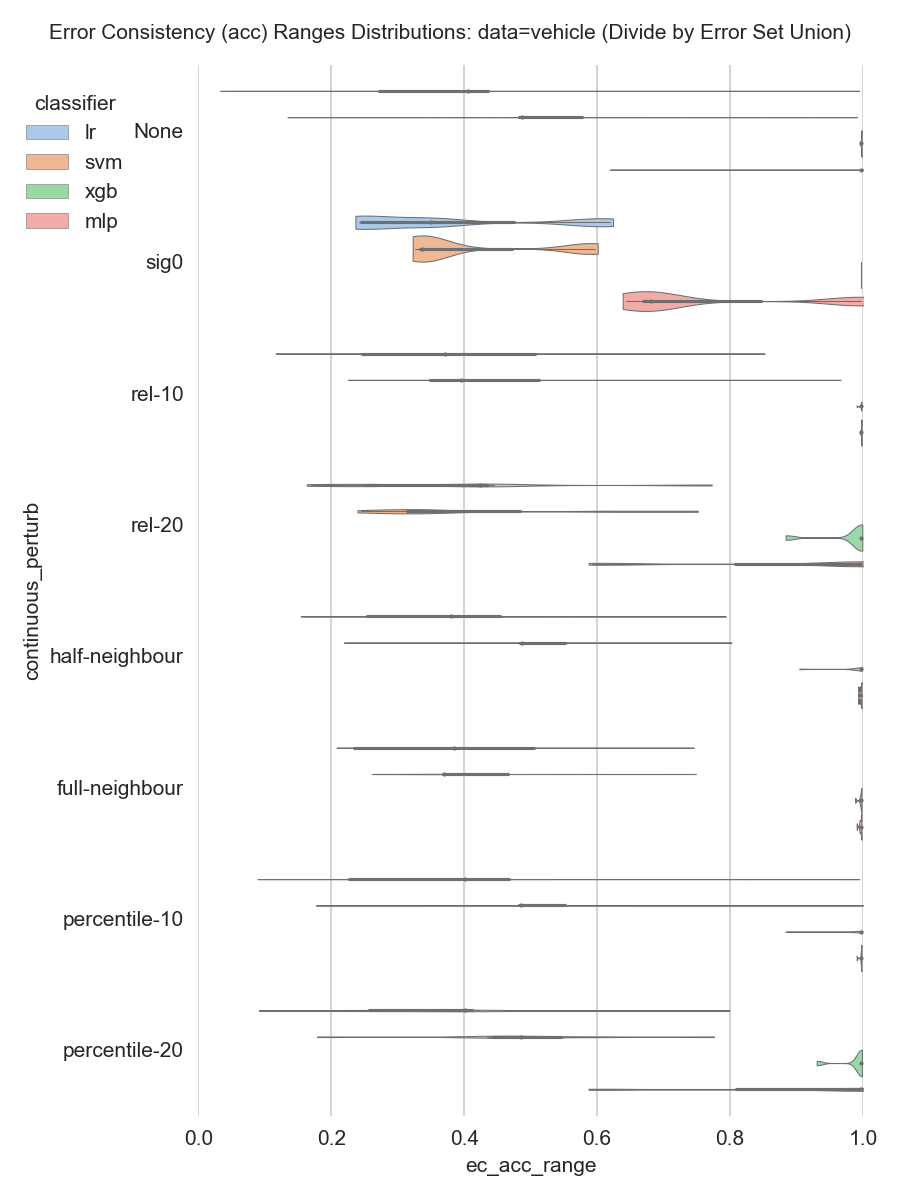 Error Consistency (acc) Ranges Distributions: data=vehicle (Divide by Error Set Union)
classifier
lr
svm
xgb
mlp
None
sig0
rel-10
rel-20
half-neighbour
full-neighbour
percentile-10
percentile-20
continuous_perturb
0.0 0.2 0.4 0.6 0.8 1.0
ec_acc_range